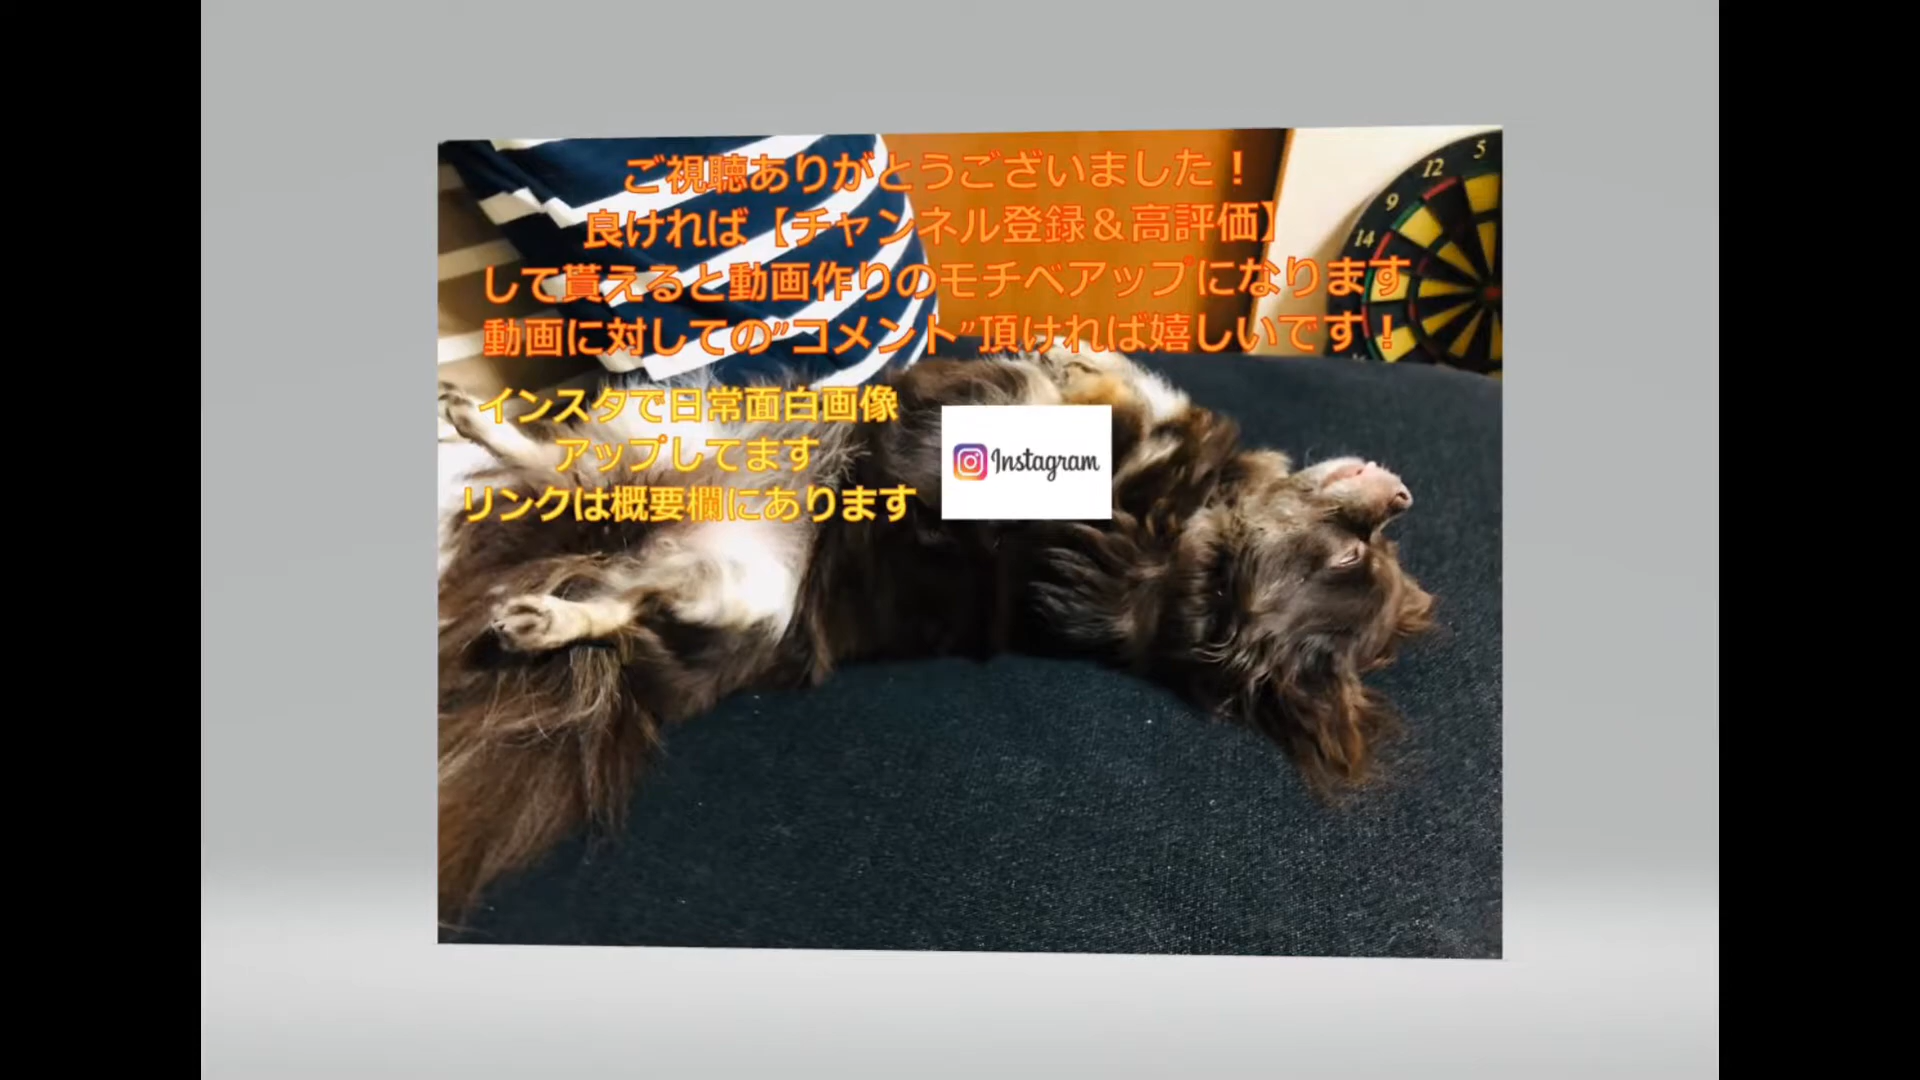 ご視聴ありがとうございました！
良ければ【チャンネル登録＆高評価】
して貰えると動画作りのモチベアップになります
動画に対しての”コメント”頂ければ嬉しいです！
インスタで日常面白画像
アップしてます
リンクは概要欄にあります
Instagram
5
12
9
14